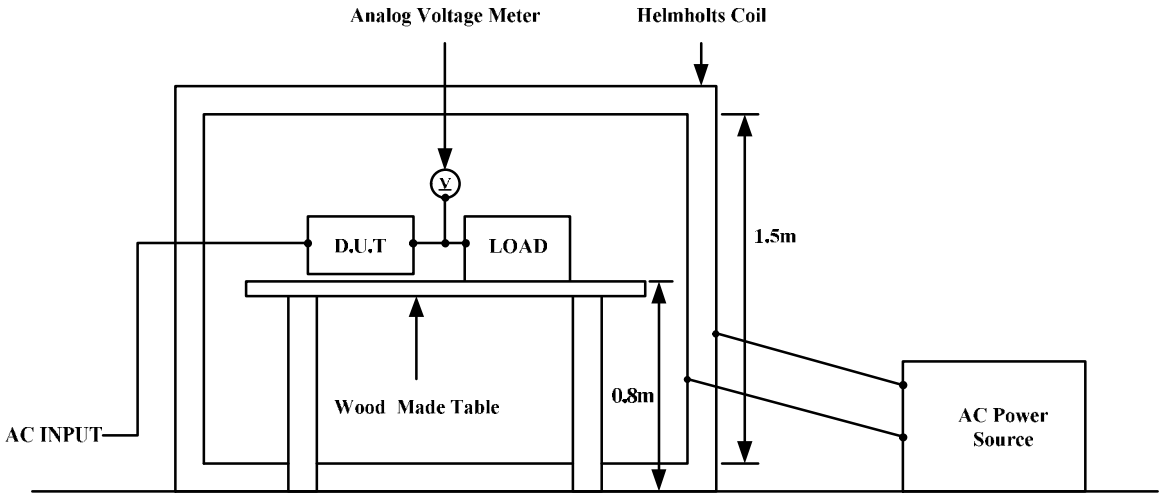 Analog Voltage Meter
Helmholts Coil
V
D.U.T
LOAD
1.5m
0.8m
Wood Made Table
AC INPUT
AC Power
Source